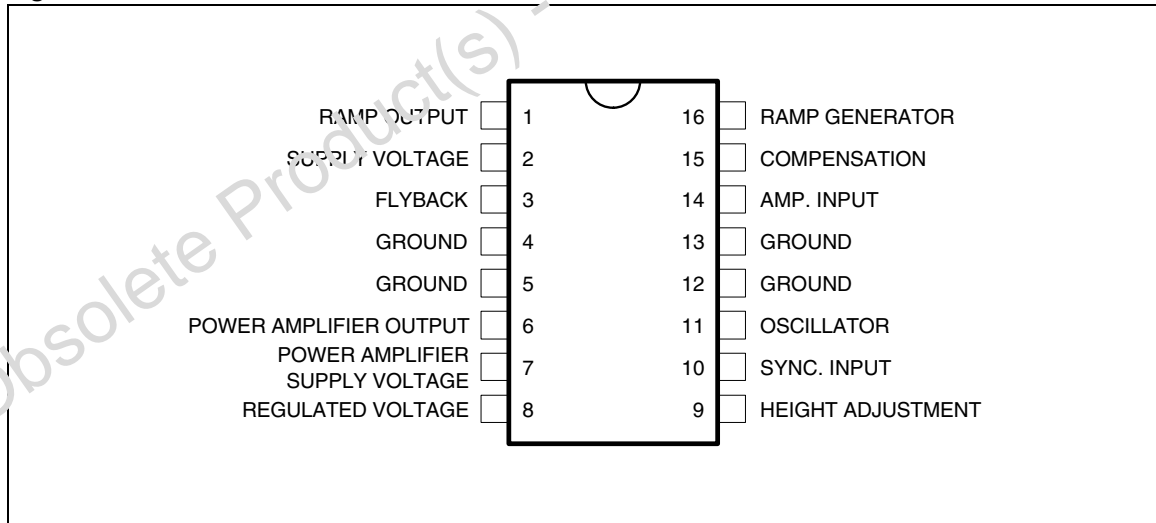 Obsolete Product(s) -
RAMP OUTPUT 1 16 RAMP GENERATOR
SUPPLY VOLTAGE 2 15 COMPENSATION
FLYBACK 3 14 AMP. INPUT
GROUND 4 13 GROUND
GROUND 5 12 GROUND
POWER AMPLIFIER OUTPUT 6 11 OSCILLATOR
POWER AMPLIFIER
SUPPLY VOLTAGE 7 10 SYNC. INPUT
REGULATED VOLTAGE 8 9 HEIGHT ADJUSTMENT